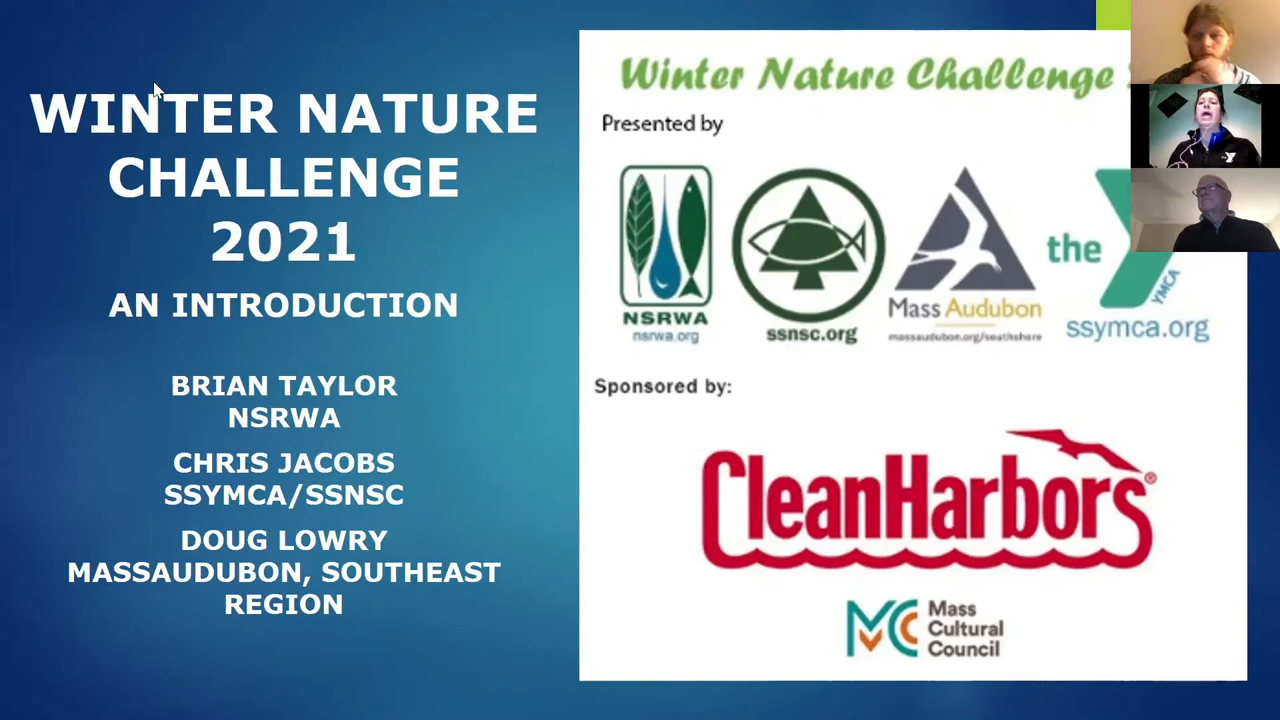 WINTER NATURE
CHALLENGE
2021
AN INTRODUCTION
BRIAN TAYLOR
NSRWA
CHRIS JACOBS
SSYMCA/SSNSC
DOUG LOWRY
MASSAUDUBON, SOUTHEAST
REGION
Winter Nature Challenge
Presented by
NSRWA
nsrwa.org
ssnsc.org
Mass Audubon
massaudubon.org/southshore
the
YMCA
ssymca.org
Sponsored by:
CleanHarbors®
MCC
Mass
Cultural
Council